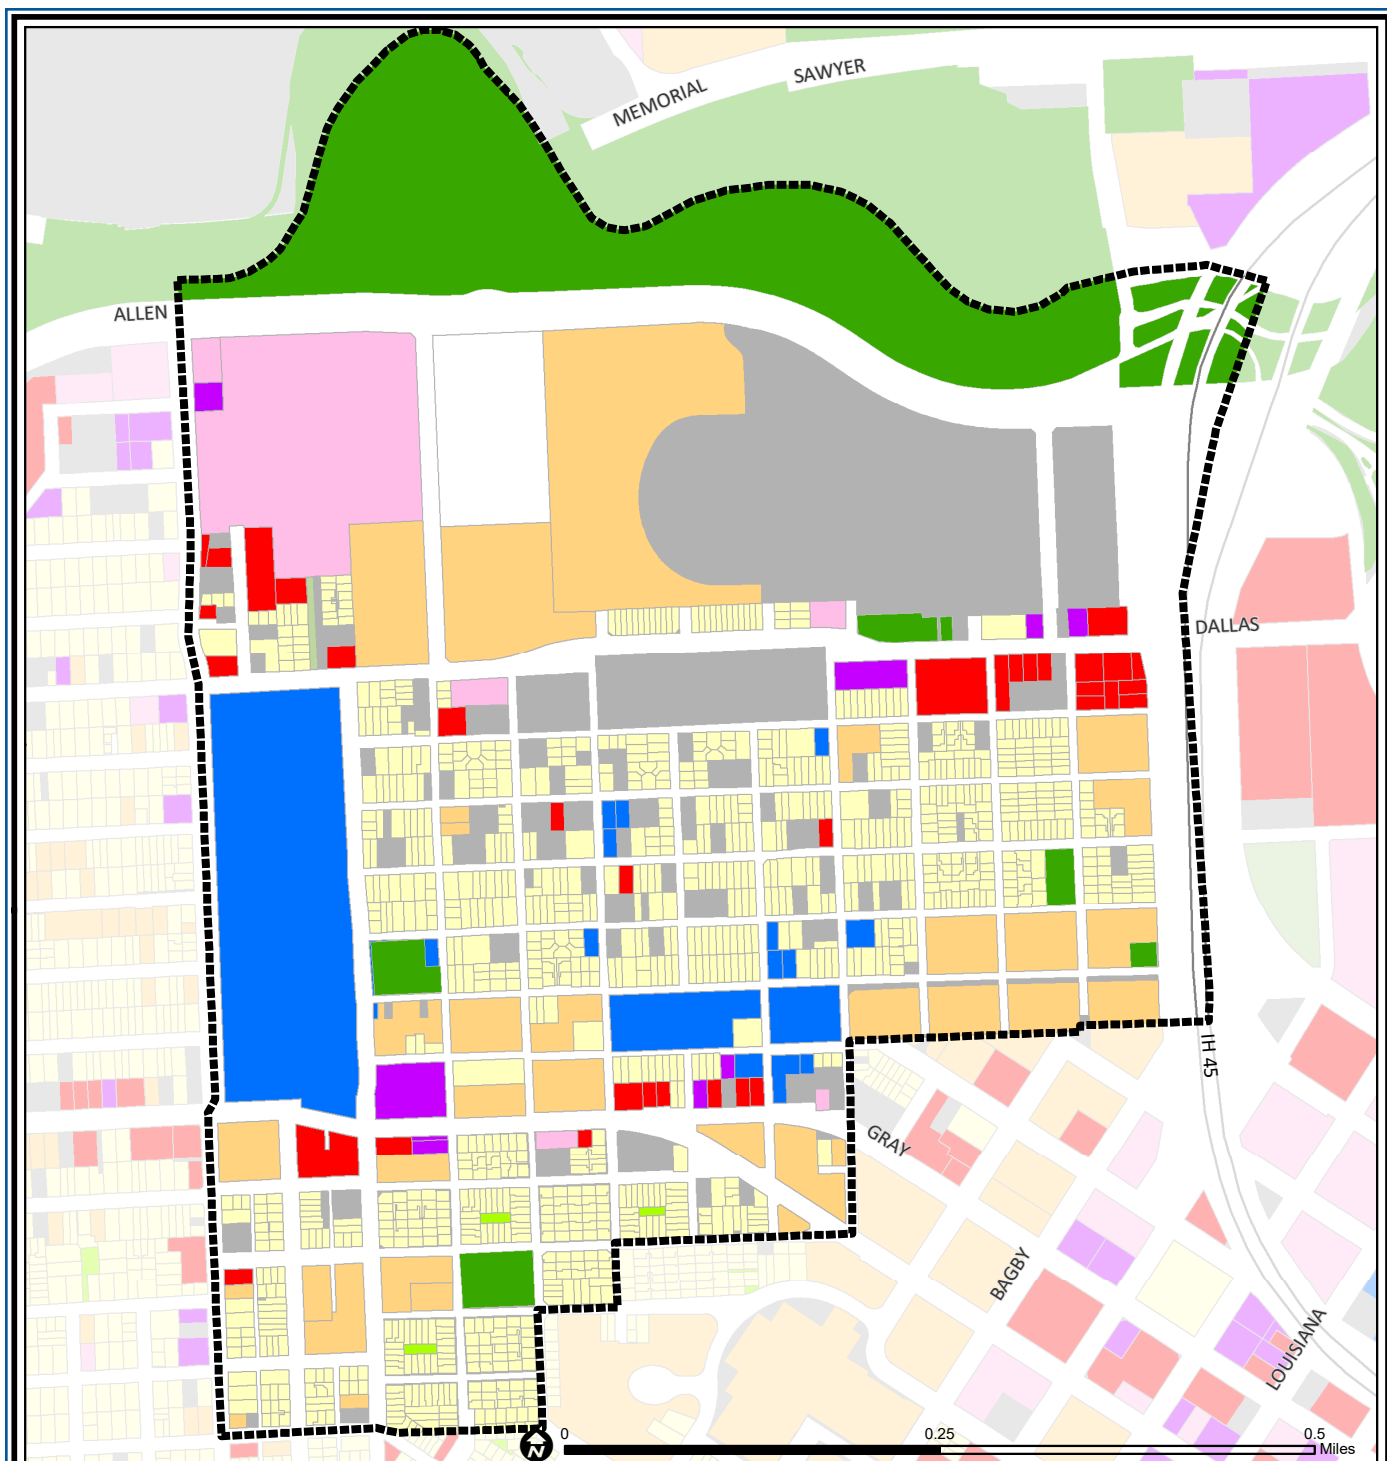 SAWYER
MEMORIAL
ALLEN
DALLAS
IH 45
GRAY
BAGBY
LOUISIANA
N
0 0.25 0.5
Miles